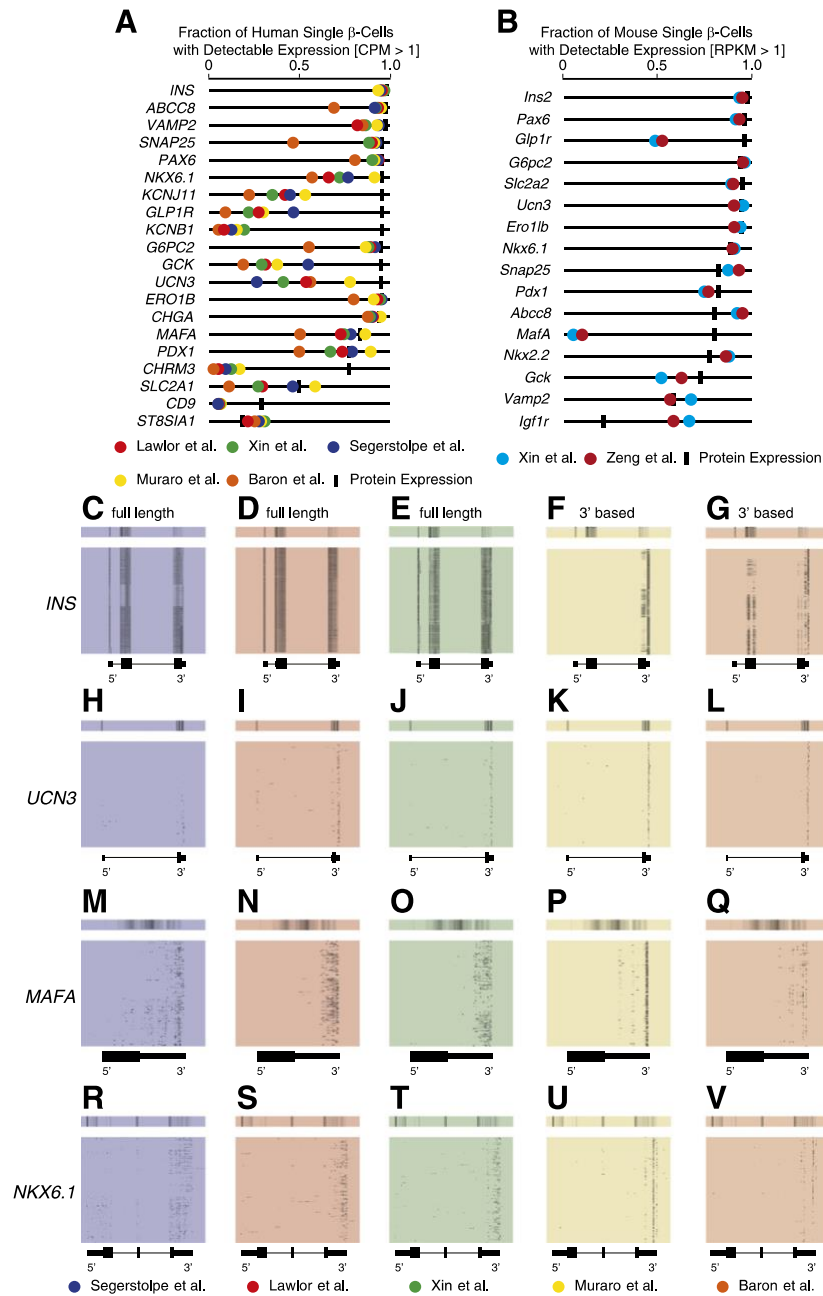 A
Fraction of Human Single β-Cells
with Detectable Expression [CPM > 1]
0
0.5
1.0
INS
ABCC8
VAMP2
SNAP25
PAX6
NKX6.1
KCNJ11
GLP1R
KCNB1
G6PC2
GCK
UCN3
ERO1B
CHGA
MAFA
PDX1
CHRM3
SLC2A1
CD9
ST8SIA1
Lawlor et al.
Xin et al.
Segerstolpe et al.
Muraro et al.
Baron et al.
Protein Expression
B
Fraction of Mouse Single β-Cells
with Detectable Expression [RPKM > 1]
0
0.5
1.0
Ins2
Pax6
Glp1r
G6pc2
Slc2a2
Ucn3
Ero1lb
Nkx6.1
Snap25
Pdx1
Abcc8
MafA
Nkx2.2
Gck
Vamp2
Igf1r
Xin et al.
Zeng et al.
Protein Expression
C full length
D full length
E full length
F 3' based
G 3' based
INS
5' 3'
5' 3'
5' 3'
5' 3'
5' 3'
H
I
J
K
L
UCN3
5' 3'
5' 3'
5' 3'
5' 3'
5' 3'
M
N
O
P
Q
MAFA
5' 3'
5' 3'
5' 3'
5' 3'
5' 3'
R
S
T
U
V
NKX6.1
5' 3'
5' 3'
5' 3'
5' 3'
5' 3'
Segerstolpe et al.
Lawlor et al.
Xin et al.
Muraro et al.
Baron et al.